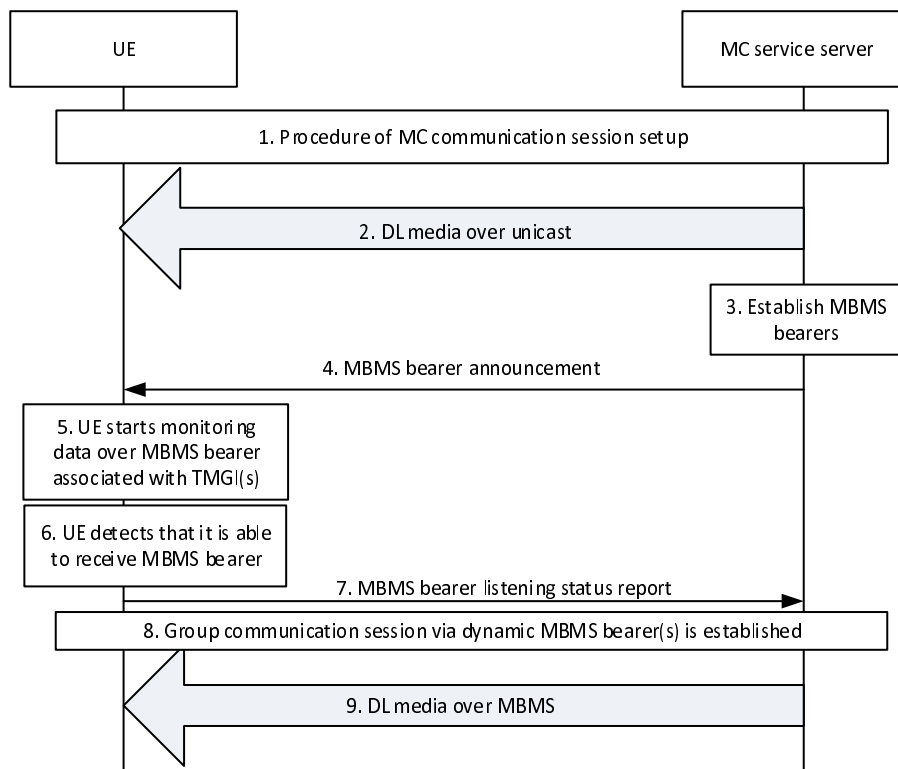 UE
MC service server
1. Procedure of MC communication session setup
2. DL media over unicast
3. Establish MBMS
bearers
4. MBMS bearer announcement
5. UE starts monitoring
data over MBMS bearer
associated with TMGI(s)
6. UE detects that it is able
to receive MBMS bearer
7. MBMS bearer listening status report
8. Group communication session via dynamic MBMS bearer(s) is established
9. DL media over MBMS